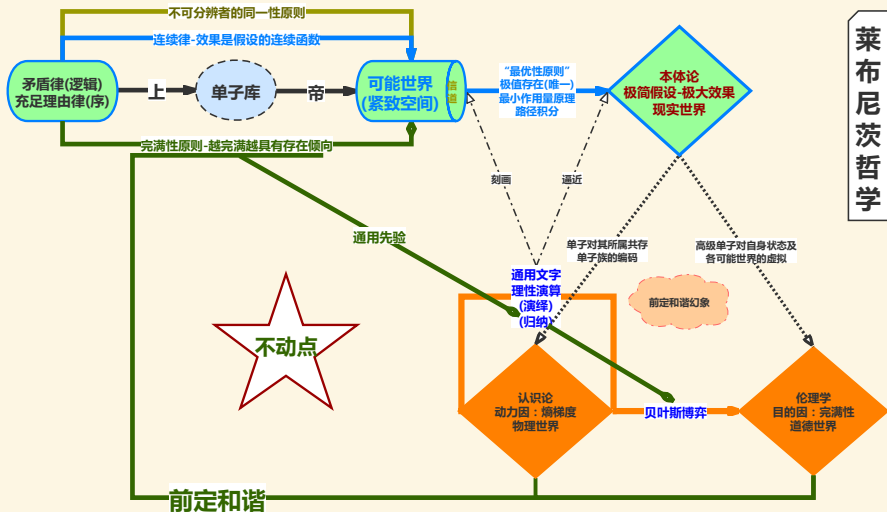 莱布尼茨哲学
不可分辨者的同一性原则
连续律-效果是假设的连续函数
矛盾律(逻辑)
充足理由律(序)
上
单子库
帝
可能世界
(紧致空间)
信道
“最优性原则”
极值存在(唯一)
最小作用量原理
路径积分
本体论
极简假设-极大效果
现实世界
完满性原则-越完满越具有存在倾向
刻画
逼近
通用先验
单子对其所属共存
单子族的编码
高级单子对自身状态及
各可能世界的虚拟
通用文字
理性演算
(演绎)
(归纳)
前定和谐幻象
不动点
认识论
动力因：熵梯度
物理世界
贝叶斯博弈
伦理学
目的因：完满性
道德世界
前定和谐